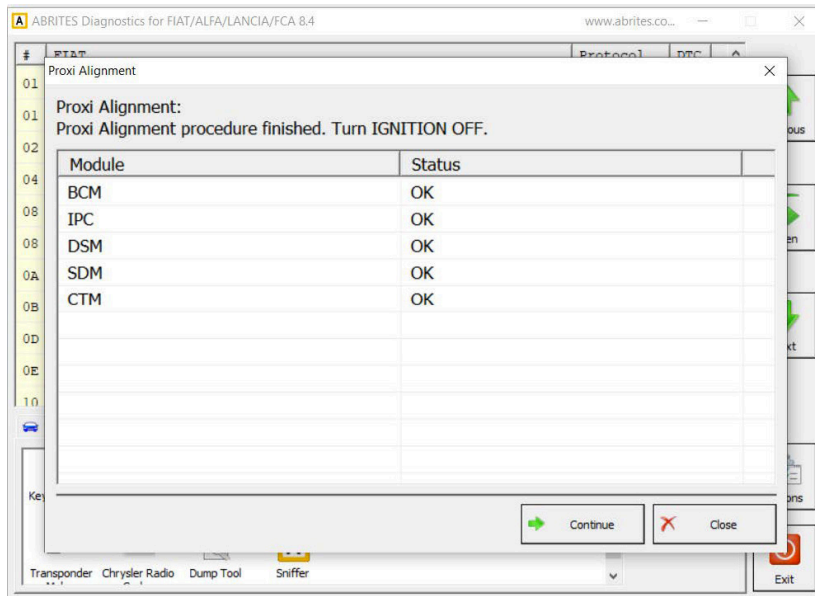 A ABRITES Diagnostics for FIAT/ALFA/LANCIA/FCA 8.4 www.abrites.co...
# FIAT Protocol DTC
Proxi Alignment
Proxi Alignment:
Proxi Alignment procedure finished. Turn IGNITION OFF.
Module Status
BCM OK
IPC OK
DSM OK
SDM OK
CTM OK
01
01
02
04
08
08
0A
0B
0D
0E
10
Continue Close
Transponder Chrysler Radio Dump Tool Sniffer
Exit